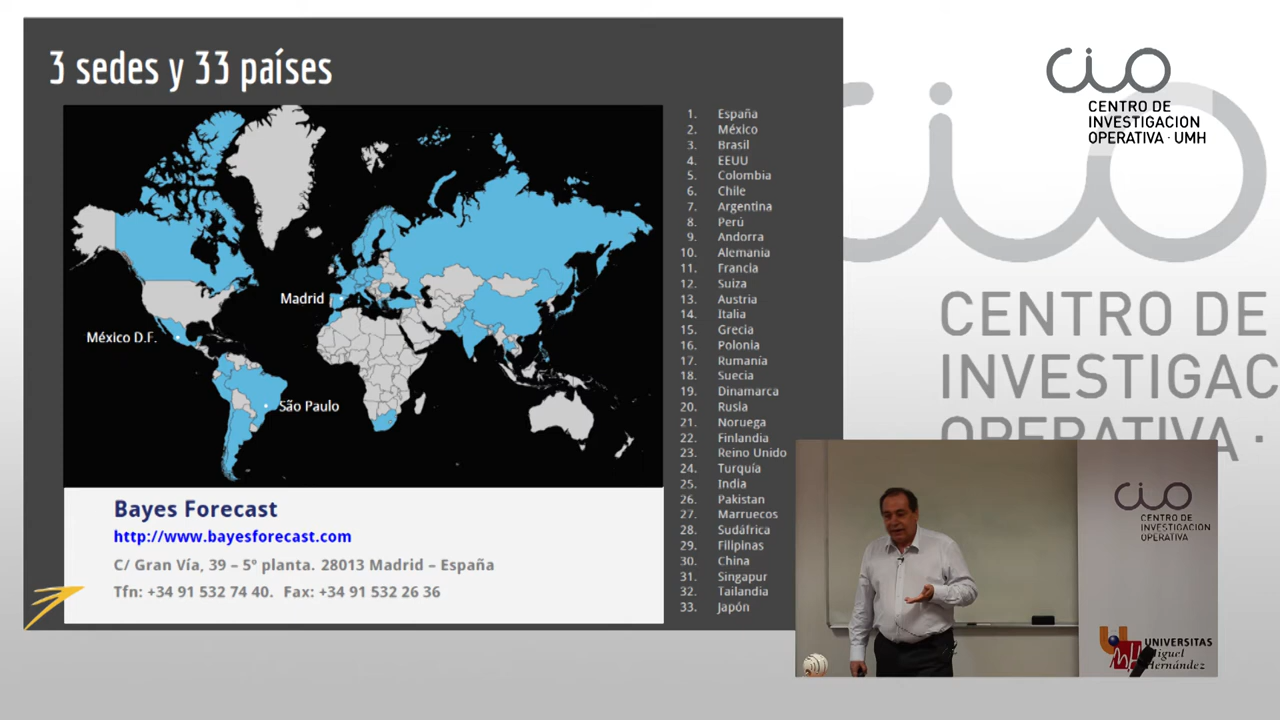 3 sedes y 33 países
Madrid
México D.F.
São Paulo
1. España
2. México
3. Brasil
4. EEUU
5. Colombia
6. Chile
7. Argentina
8. Perú
9. Andorra
10. Alemania
11. Francia
12. Suiza
13. Austria
14. Italia
15. Grecia
16. Polonia
17. Rumanía
18. Suecia
19. Dinamarca
20. Rusia
21. Noruega
22. Finlandia
23. Reino Unido
24. Turquía
25. India
26. Pakistan
27. Marruecos
28. Sudáfrica
29. Filipinas
30. China
31. Singapur
32. Tailandia
33. Japón
Bayes Forecast
http://www.bayesforecast.com
C/ Gran Vía, 39 – 5º planta. 28013 Madrid – España
Tfn: +34 91 532 74 40. Fax: +34 91 532 26 36
cio
CENTRO DE
INVESTIGACION
OPERATIVA · UMH
cio
CENTRO DE
INVESTIGAC
OPERATIVA ·
cio
CENTRO DE
INVESTIGACIÓN
OPERATIVA
UNIVERSITAS
Miguel
Hernández